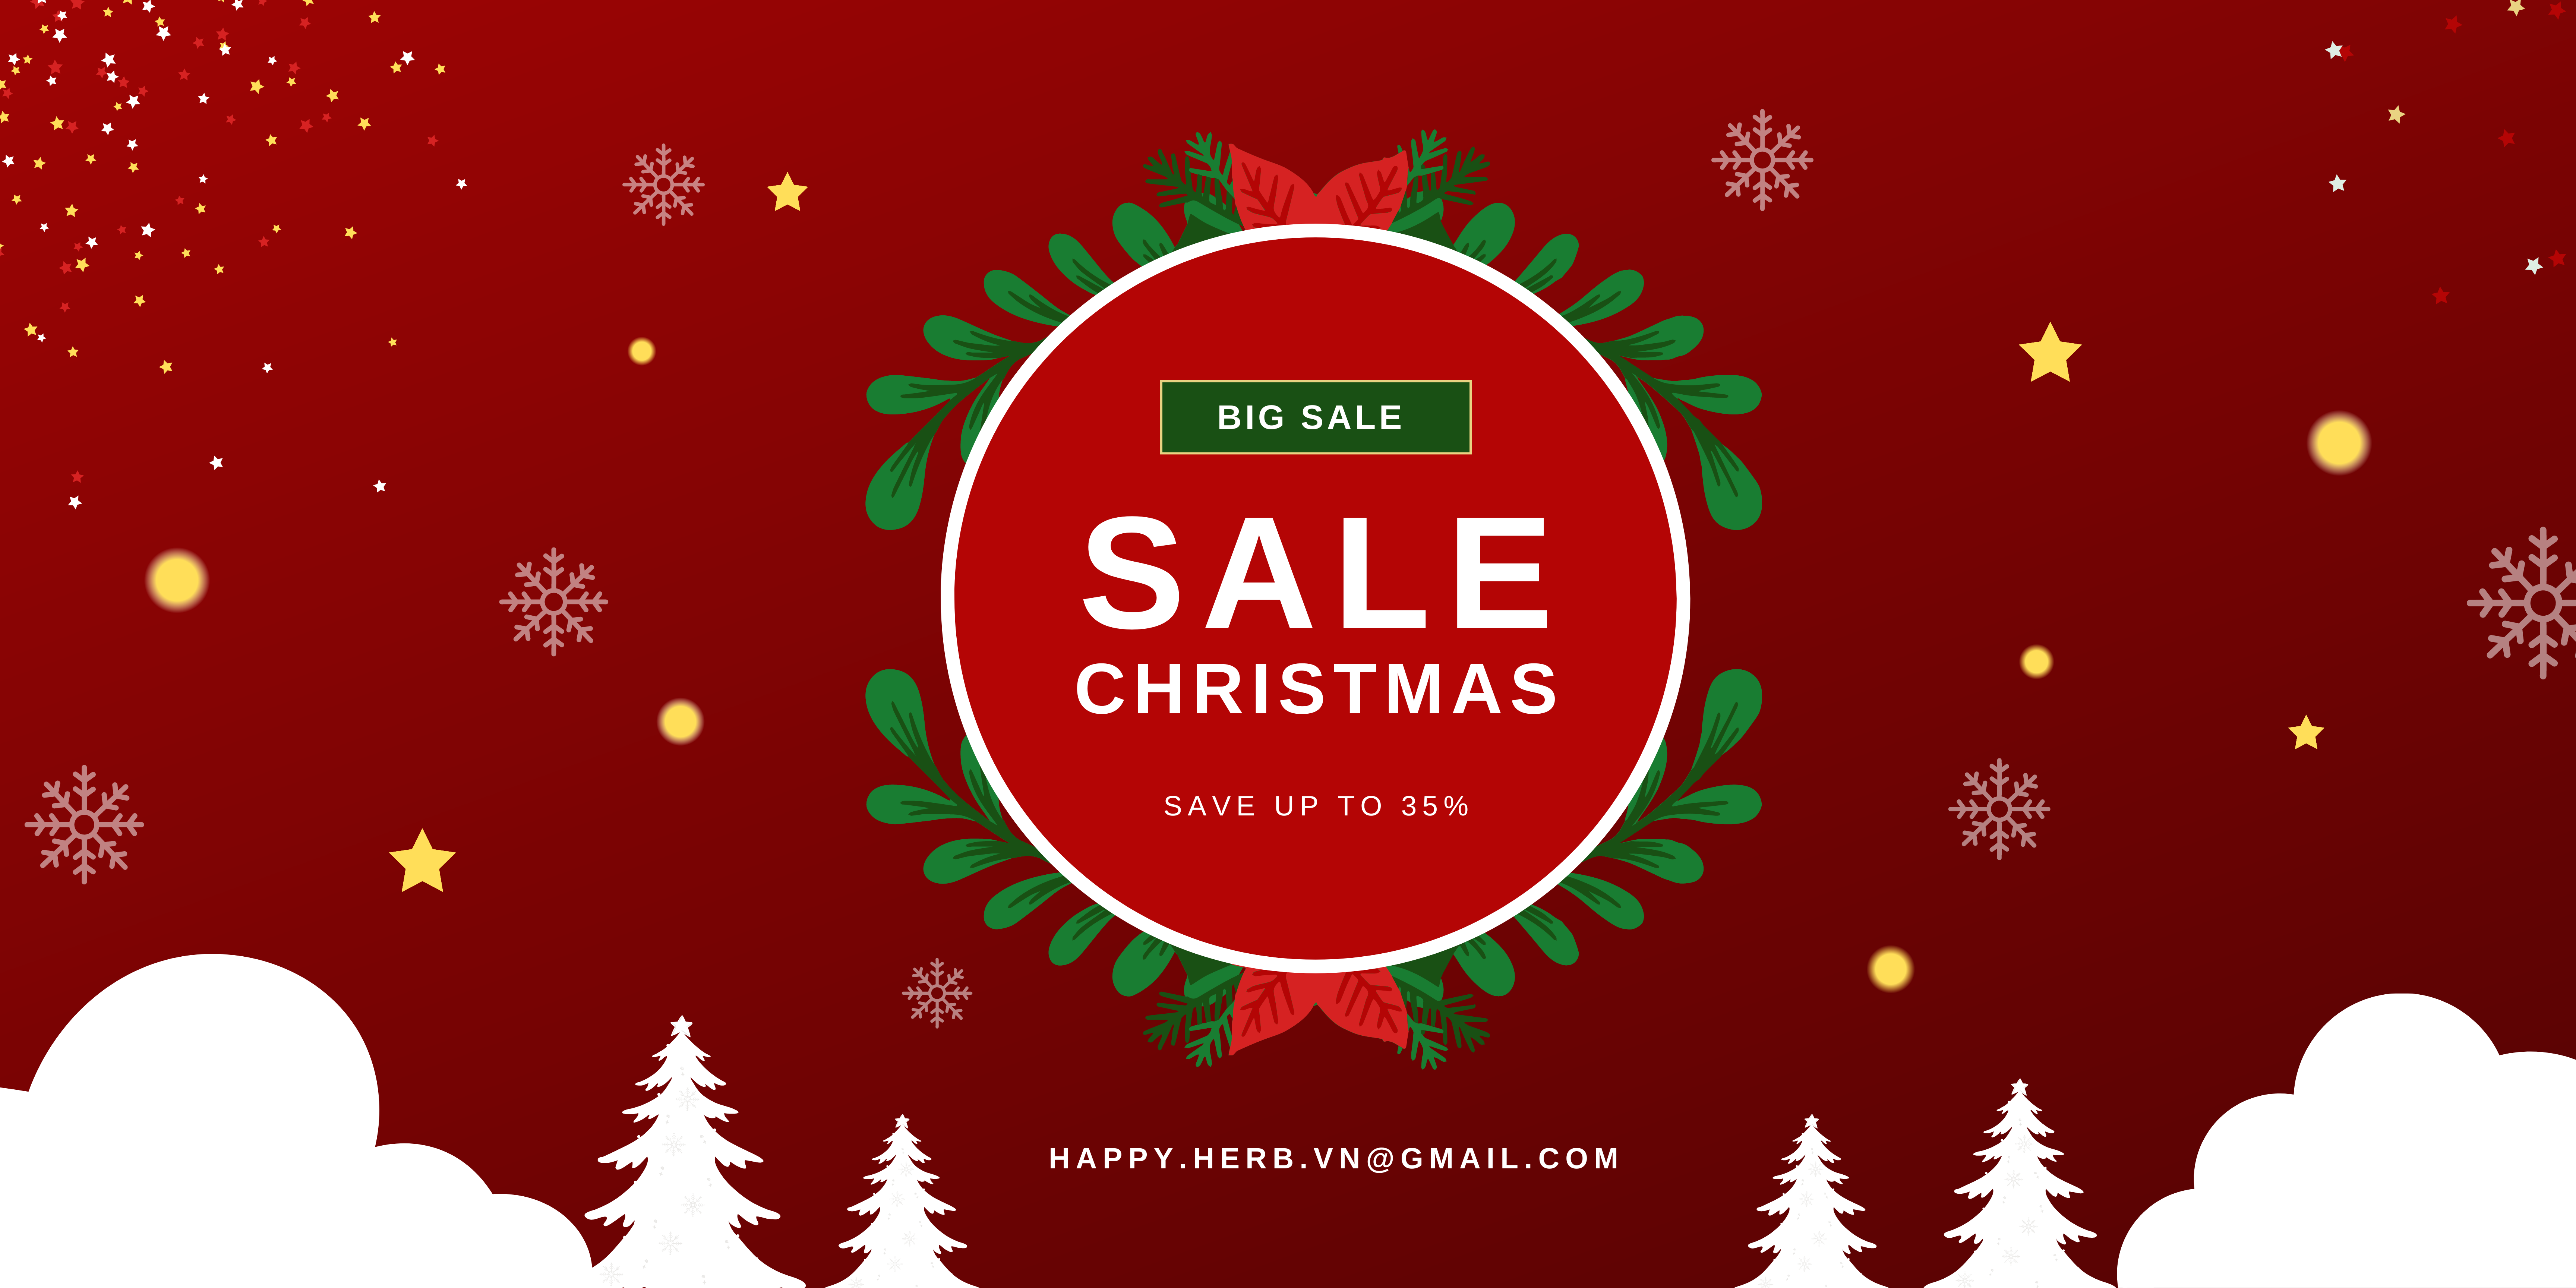 BIG SALE
SALE
CHRISTMAS
SAVE UP TO 35%
HAPPY.HERB.VN@GMAIL.COM